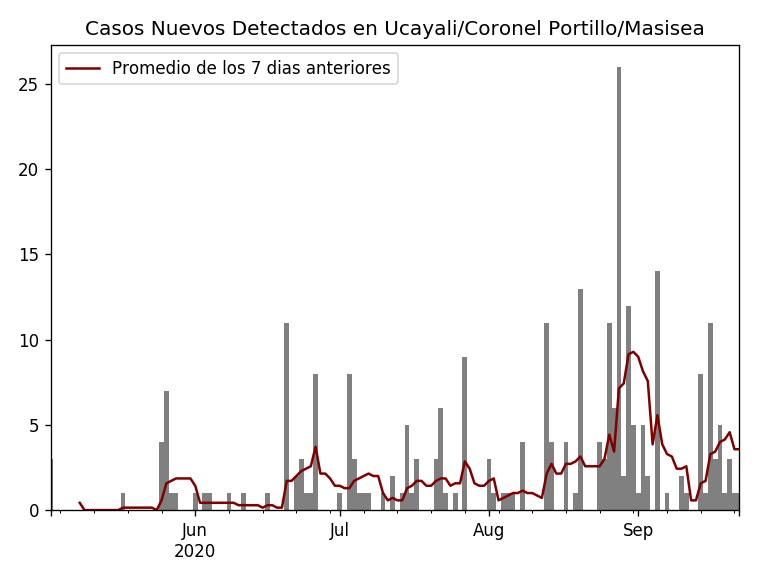 Casos Nuevos Detectados en Ucayali/Coronel Portillo/Masisea
Promedio de los 7 dias anteriores
25
20
15
10
5
0
Jun Jul Aug Sep
2020